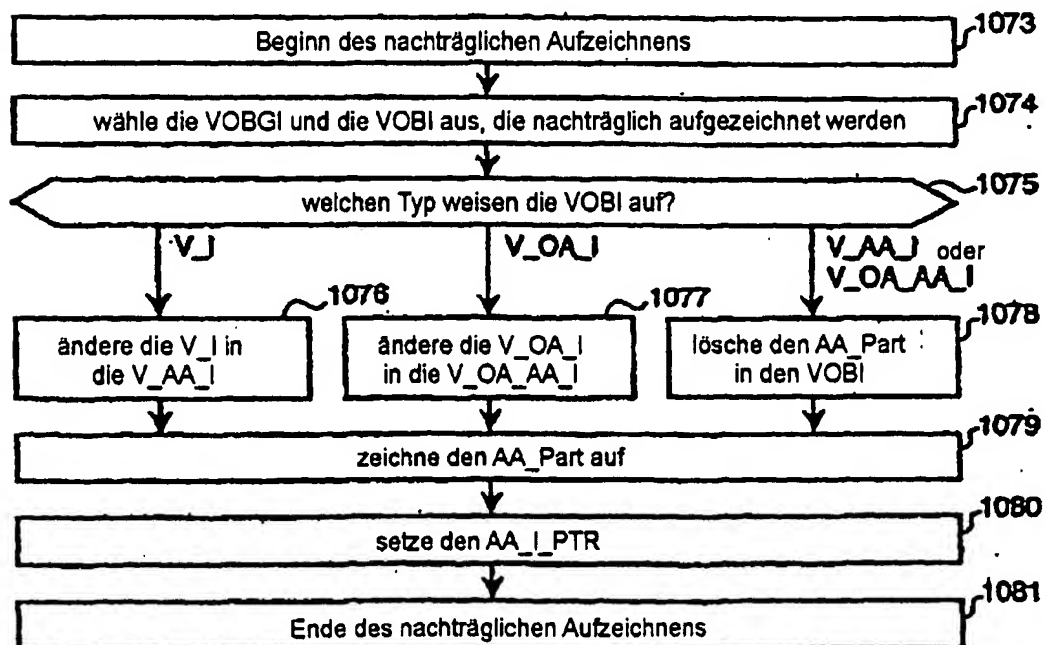 Beginn des nachträglichen Aufzeichnens
1073
wähle die VOBGI und die VOBI aus, die nachträglich aufgezeichnet werden
1074
welchen Typ weisen die VOBI auf?
1075
V_I
V_OA_I
V_AA_I oder
V_OA_AA_I
1076
ändere die V_I in
die V_AA_I
1077
ändere die V_OA_I
in die V_OA_AA_I
1078
lösche den AA_Part
in den VOBI
1079
zeichne den AA_Part auf
1080
setze den AA_I_PTR
1081
Ende des nachträglichen Aufzeichnens